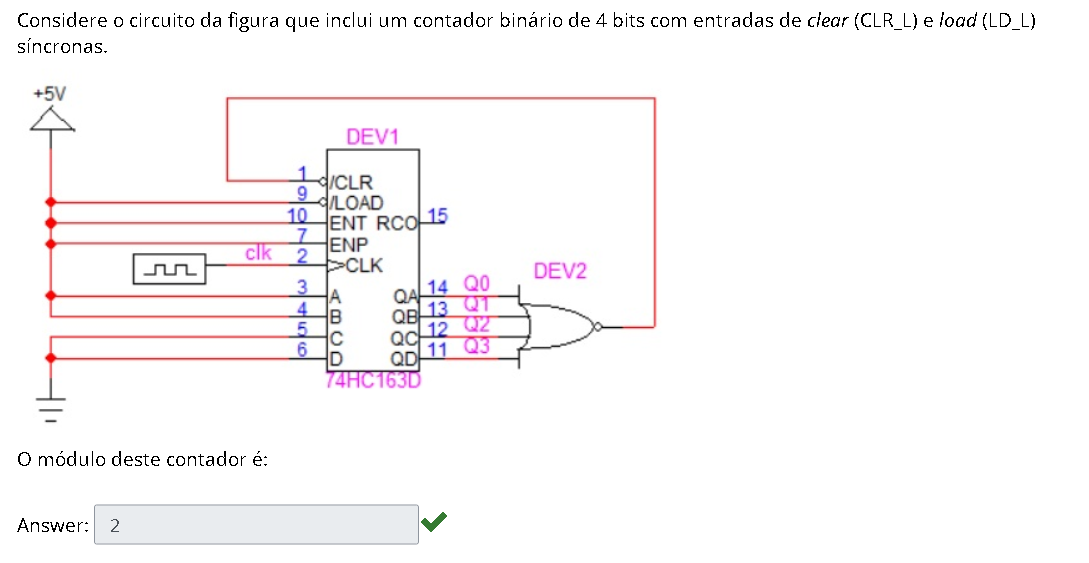 Considere o circuito da figura que inclui um contador binário de 4 bits com entradas de clear (CLR_L) e load (LD_L)
síncronas.
+5V
DEV1
1 /CLR
9 /LOAD
10 ENT RCO 15
7 ENP
clk 2 >CLK
DEV2
3 A QA 14 Q0
4 B QB 13 Q1
5 C QC 12 Q2
6 D QD 11 Q3
74HC163D
O módulo deste contador é:
Answer: 2